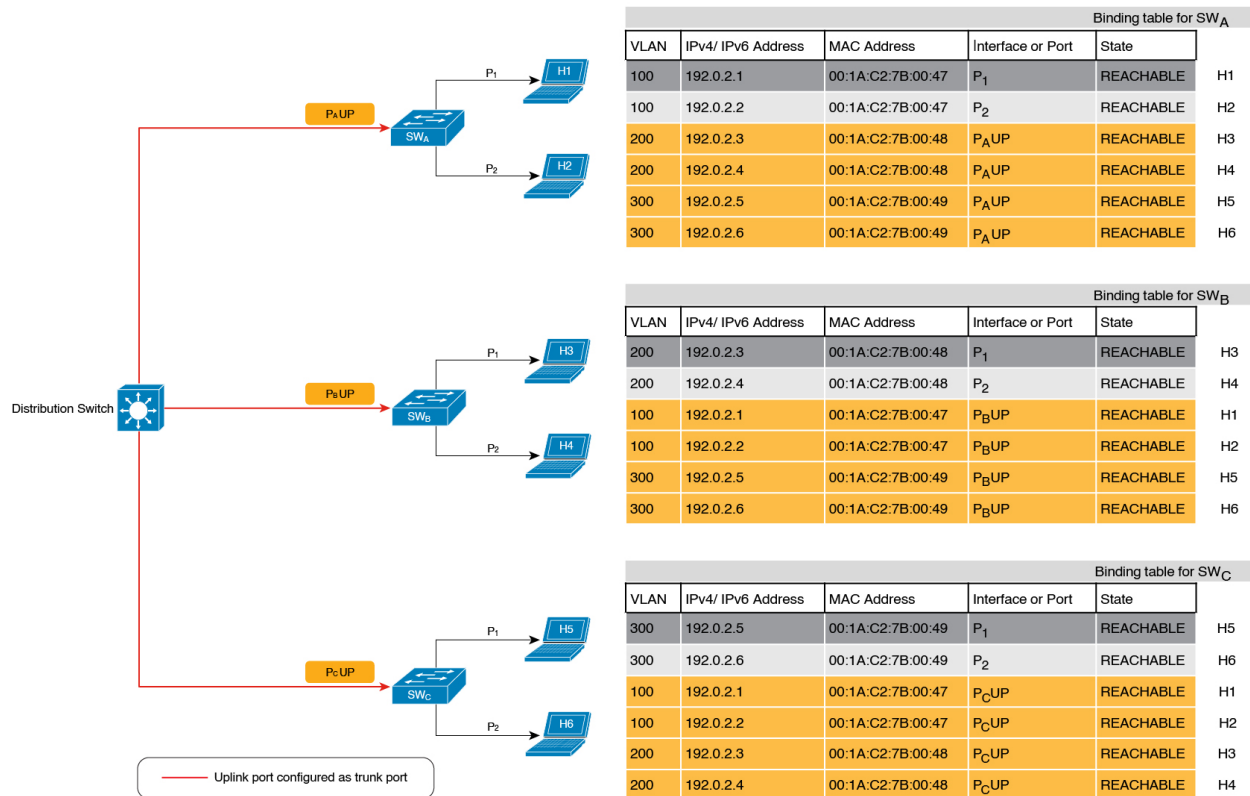 Binding table for SWA
VLAN IPv4/ IPv6 Address MAC Address Interface or Port State
100 192.0.2.1 00:1A:C2:7B:00:47 P1 REACHABLE H1
100 192.0.2.2 00:1A:C2:7B:00:47 P2 REACHABLE H2
200 192.0.2.3 00:1A:C2:7B:00:48 PAUP REACHABLE H3
200 192.0.2.4 00:1A:C2:7B:00:48 PAUP REACHABLE H4
300 192.0.2.5 00:1A:C2:7B:00:49 PAUP REACHABLE H5
300 192.0.2.6 00:1A:C2:7B:00:49 PAUP REACHABLE H6
Binding table for SWB
VLAN IPv4/ IPv6 Address MAC Address Interface or Port State
200 192.0.2.3 00:1A:C2:7B:00:48 P1 REACHABLE H3
200 192.0.2.4 00:1A:C2:7B:00:48 P2 REACHABLE H4
100 192.0.2.1 00:1A:C2:7B:00:47 PBUP REACHABLE H1
100 192.0.2.2 00:1A:C2:7B:00:47 PBUP REACHABLE H2
300 192.0.2.5 00:1A:C2:7B:00:49 PBUP REACHABLE H5
300 192.0.2.6 00:1A:C2:7B:00:49 PBUP REACHABLE H6
Binding table for SWC
VLAN IPv4/ IPv6 Address MAC Address Interface or Port State
300 192.0.2.5 00:1A:C2:7B:00:49 P1 REACHABLE H5
300 192.0.2.6 00:1A:C2:7B:00:49 P2 REACHABLE H6
100 192.0.2.1 00:1A:C2:7B:00:47 PCUP REACHABLE H1
100 192.0.2.2 00:1A:C2:7B:00:47 PCUP REACHABLE H2
200 192.0.2.3 00:1A:C2:7B:00:48 PCUP REACHABLE H3
200 192.0.2.4 00:1A:C2:7B:00:48 PCUP REACHABLE H4
P1
H1
PAUP
SWA
P2
H2
P1
H3
PBUP
Distribution Switch
SWB
P2
H4
P1
H5
PCUP
SWC
P2
H6
Uplink port configured as trunk port